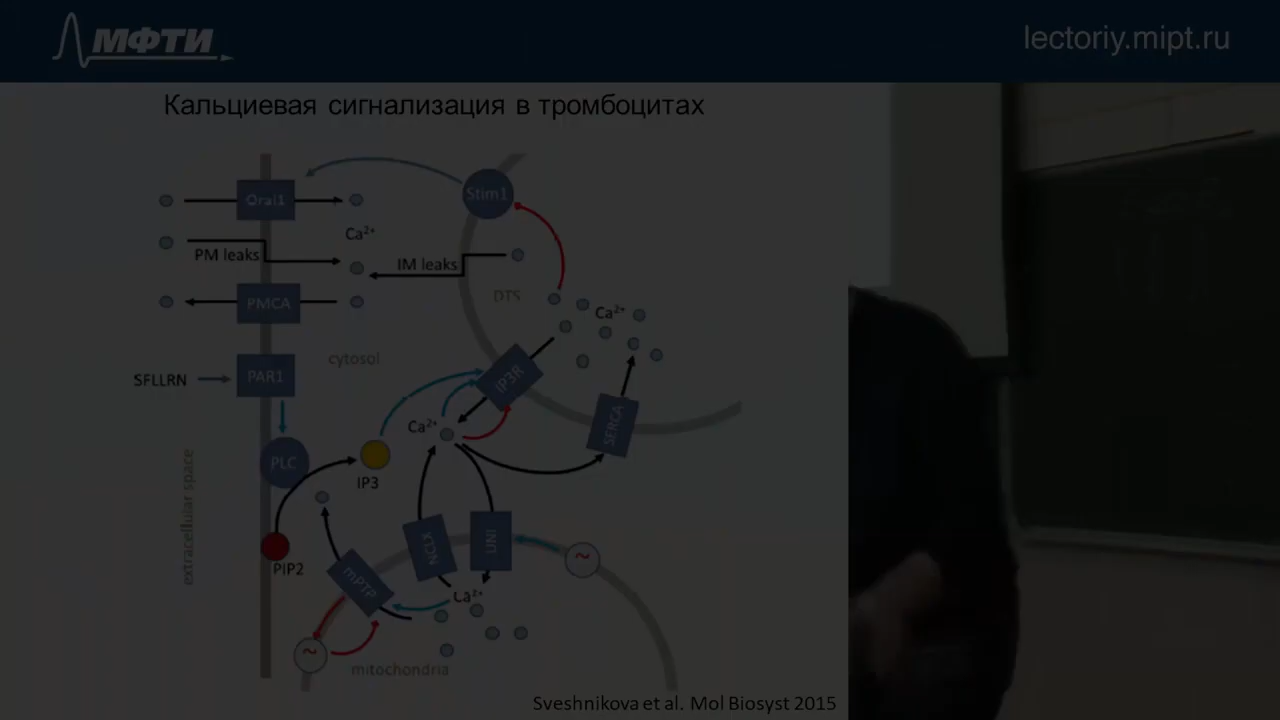 МФТИ
lectoriy.mipt.ru
Кальциевая сигнализация в тромбоцитах
Orai1
Stim1
Ca²⁺
PM leaks
IM leaks
DTS
PMCA
Ca²⁺
cytosol
SFLLRN
PAR1
IP3R
Ca²⁺
SERCA
PLC
IP3
extracellular space
NCLX
UNI
~
PIP2
mPTP
Ca²⁺
~
mitochondria
Sveshnikova et al. Mol Biosyst 2015